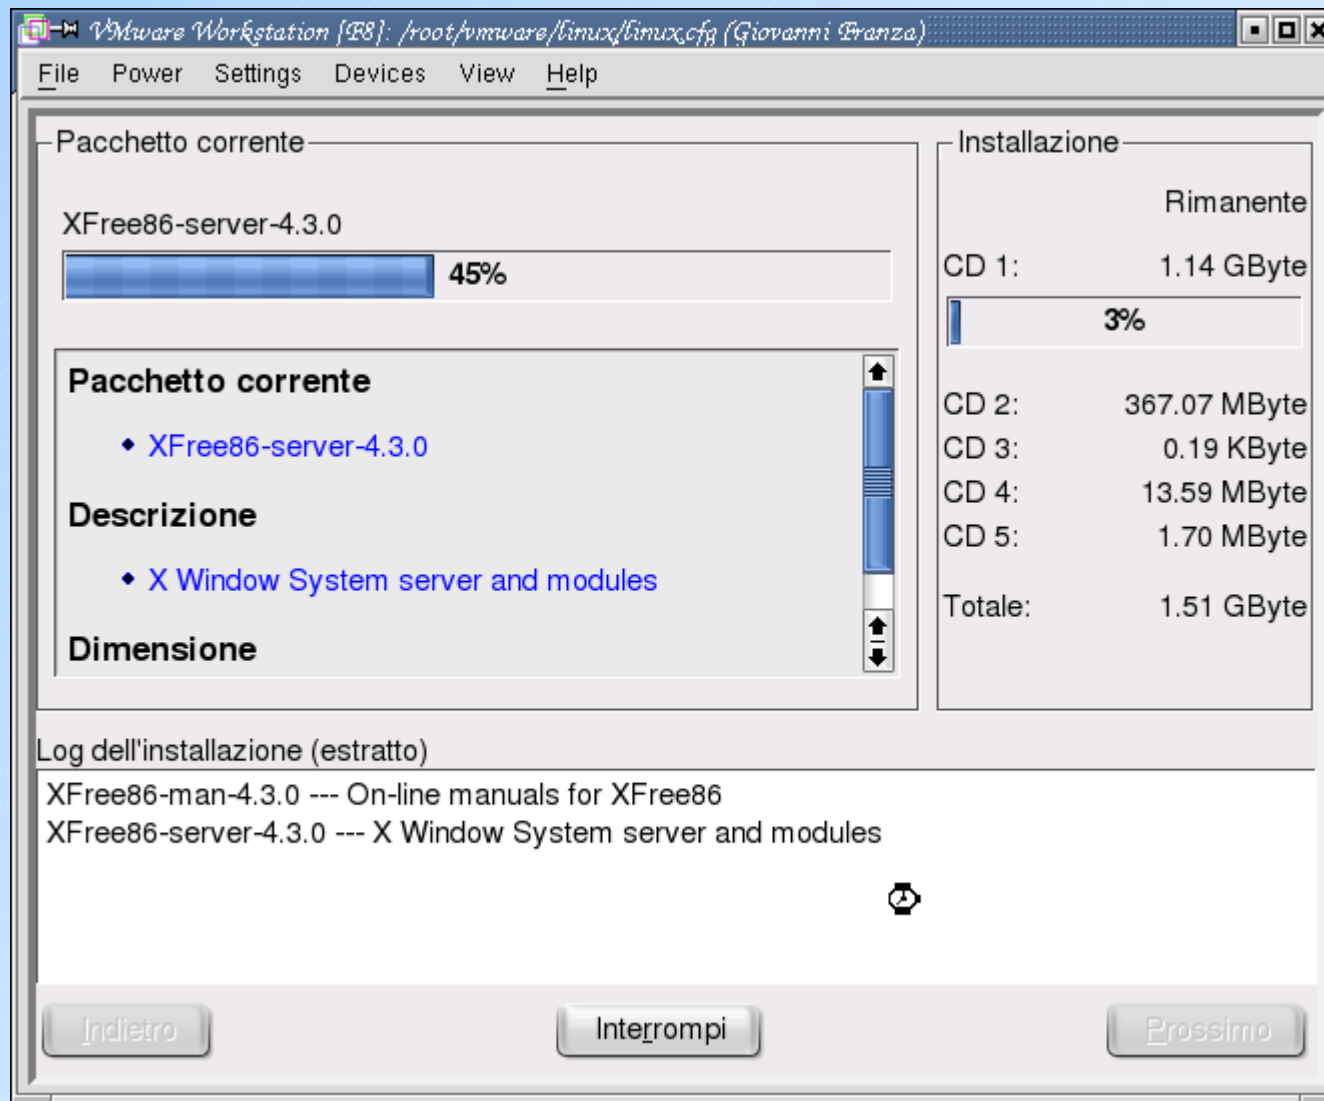 VMware Workstation [F8]: /root/vmware/linux/linux.cfg (Giovanni Franza)
File Power Settings Devices View Help
Pacchetto corrente
XFree86-server-4.3.0
45%
Pacchetto corrente
XFree86-server-4.3.0
Descrizione
X Window System server and modules
Dimensione
Installazione
Rimanente
CD 1: 1.14 GByte
3%
CD 2: 367.07 MByte
CD 3: 0.19 KByte
CD 4: 13.59 MByte
CD 5: 1.70 MByte
Totale: 1.51 GByte
Log dell'installazione (estratto)
XFree86-man-4.3.0 --- On-line manuals for XFree86
XFree86-server-4.3.0 --- X Window System server and modules
Indietro Interrompi Prossimo